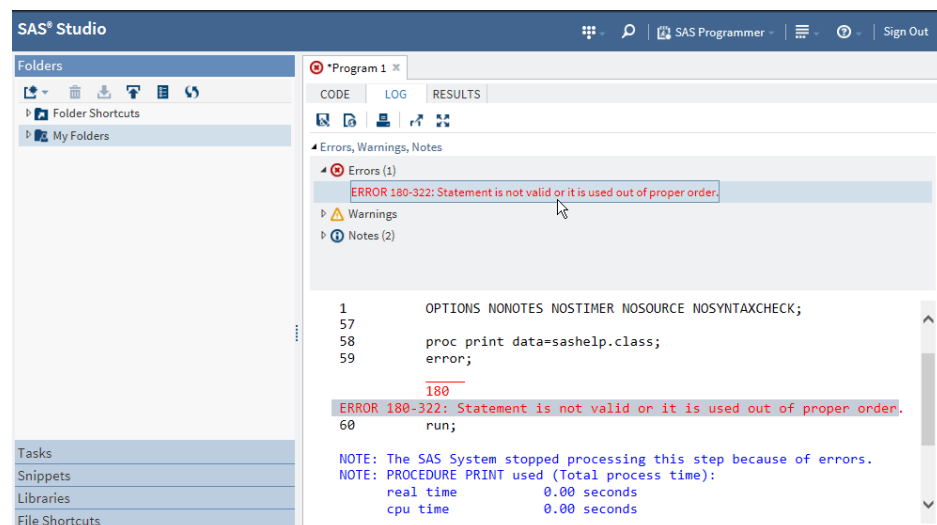 SAS® Studio
SAS Programmer
Sign Out
Folders
Folder Shortcuts
My Folders
Tasks
Snippets
Libraries
File Shortcuts
*Program 1
CODE LOG RESULTS
Errors, Warnings, Notes
Errors (1)
ERROR 180-322: Statement is not valid or it is used out of proper order.
Warnings
Notes (2)
1 OPTIONS NONOTES NOSTIMER NOSOURCE NOSYNTAXCHECK;
57
58 proc print data=sashelp.class;
59 error;
_____
180
ERROR 180-322: Statement is not valid or it is used out of proper order.
60 run;
NOTE: The SAS System stopped processing this step because of errors.
NOTE: PROCEDURE PRINT used (Total process time):
real time 0.00 seconds
cpu time 0.00 seconds